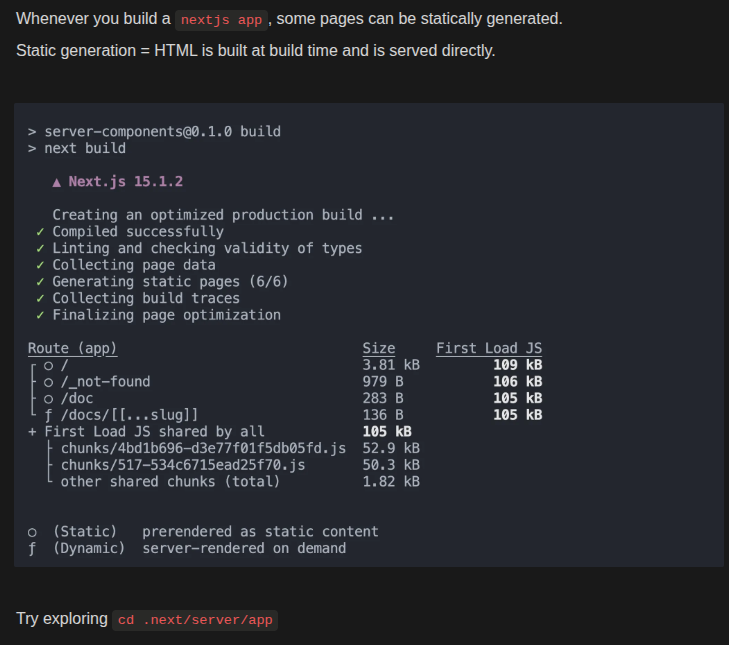 Whenever you build a nextjs app, some pages can be statically generated.
Static generation = HTML is built at build time and is served directly.
> server-components@0.1.0 build
> next build
▲ Next.js 15.1.2
Creating an optimized production build ...
✓ Compiled successfully
✓ Linting and checking validity of types
✓ Collecting page data
✓ Generating static pages (6/6)
✓ Collecting build traces
✓ Finalizing page optimization
Route (app) Size First Load JS
┌ ○ / 3.81 kB 109 kB
├ ○ /_not-found 979 B 106 kB
├ ○ /doc 283 B 105 kB
└ ƒ /docs/[[...slug]] 136 B 105 kB
+ First Load JS shared by all 105 kB
├ chunks/4bd1b696-d3e77f01f5db05fd.js 52.9 kB
├ chunks/517-534c6715ead25f70.js 50.3 kB
└ other shared chunks (total) 1.82 kB
○ (Static) prerendered as static content
ƒ (Dynamic) server-rendered on demand
Try exploring cd .next/server/app